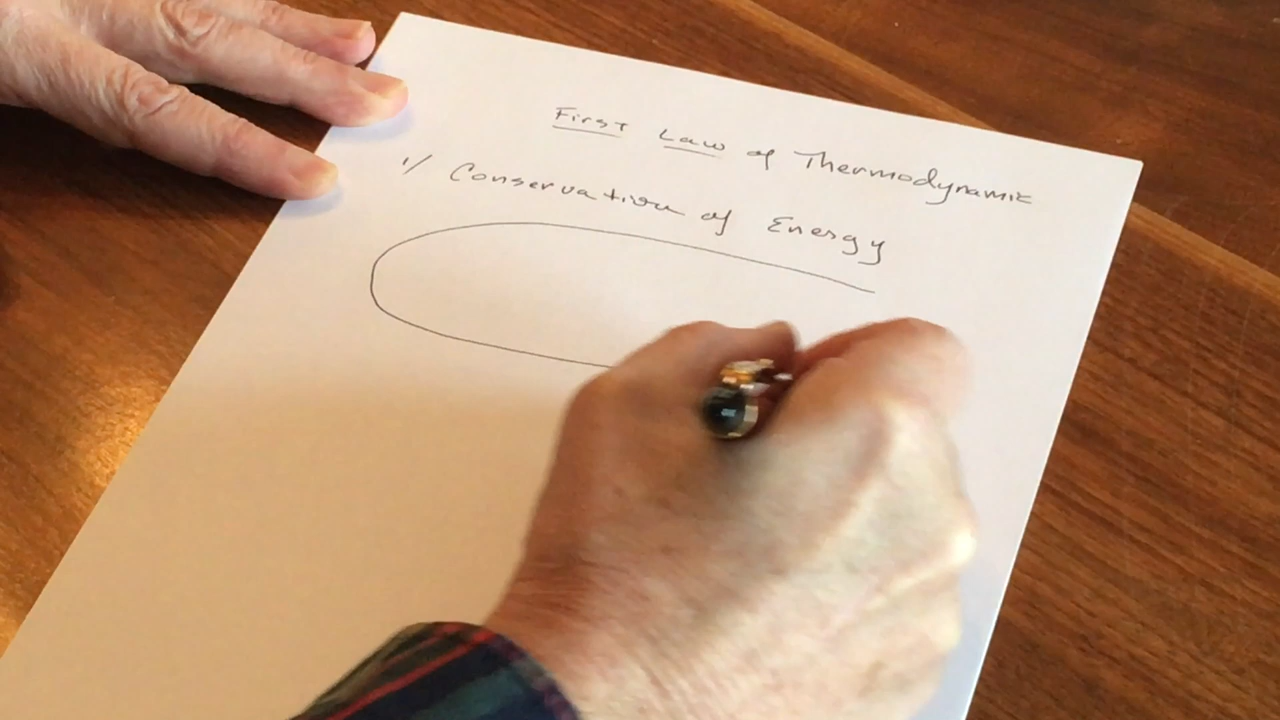 First Law of Thermodynamic
1/ Conservation of Energy